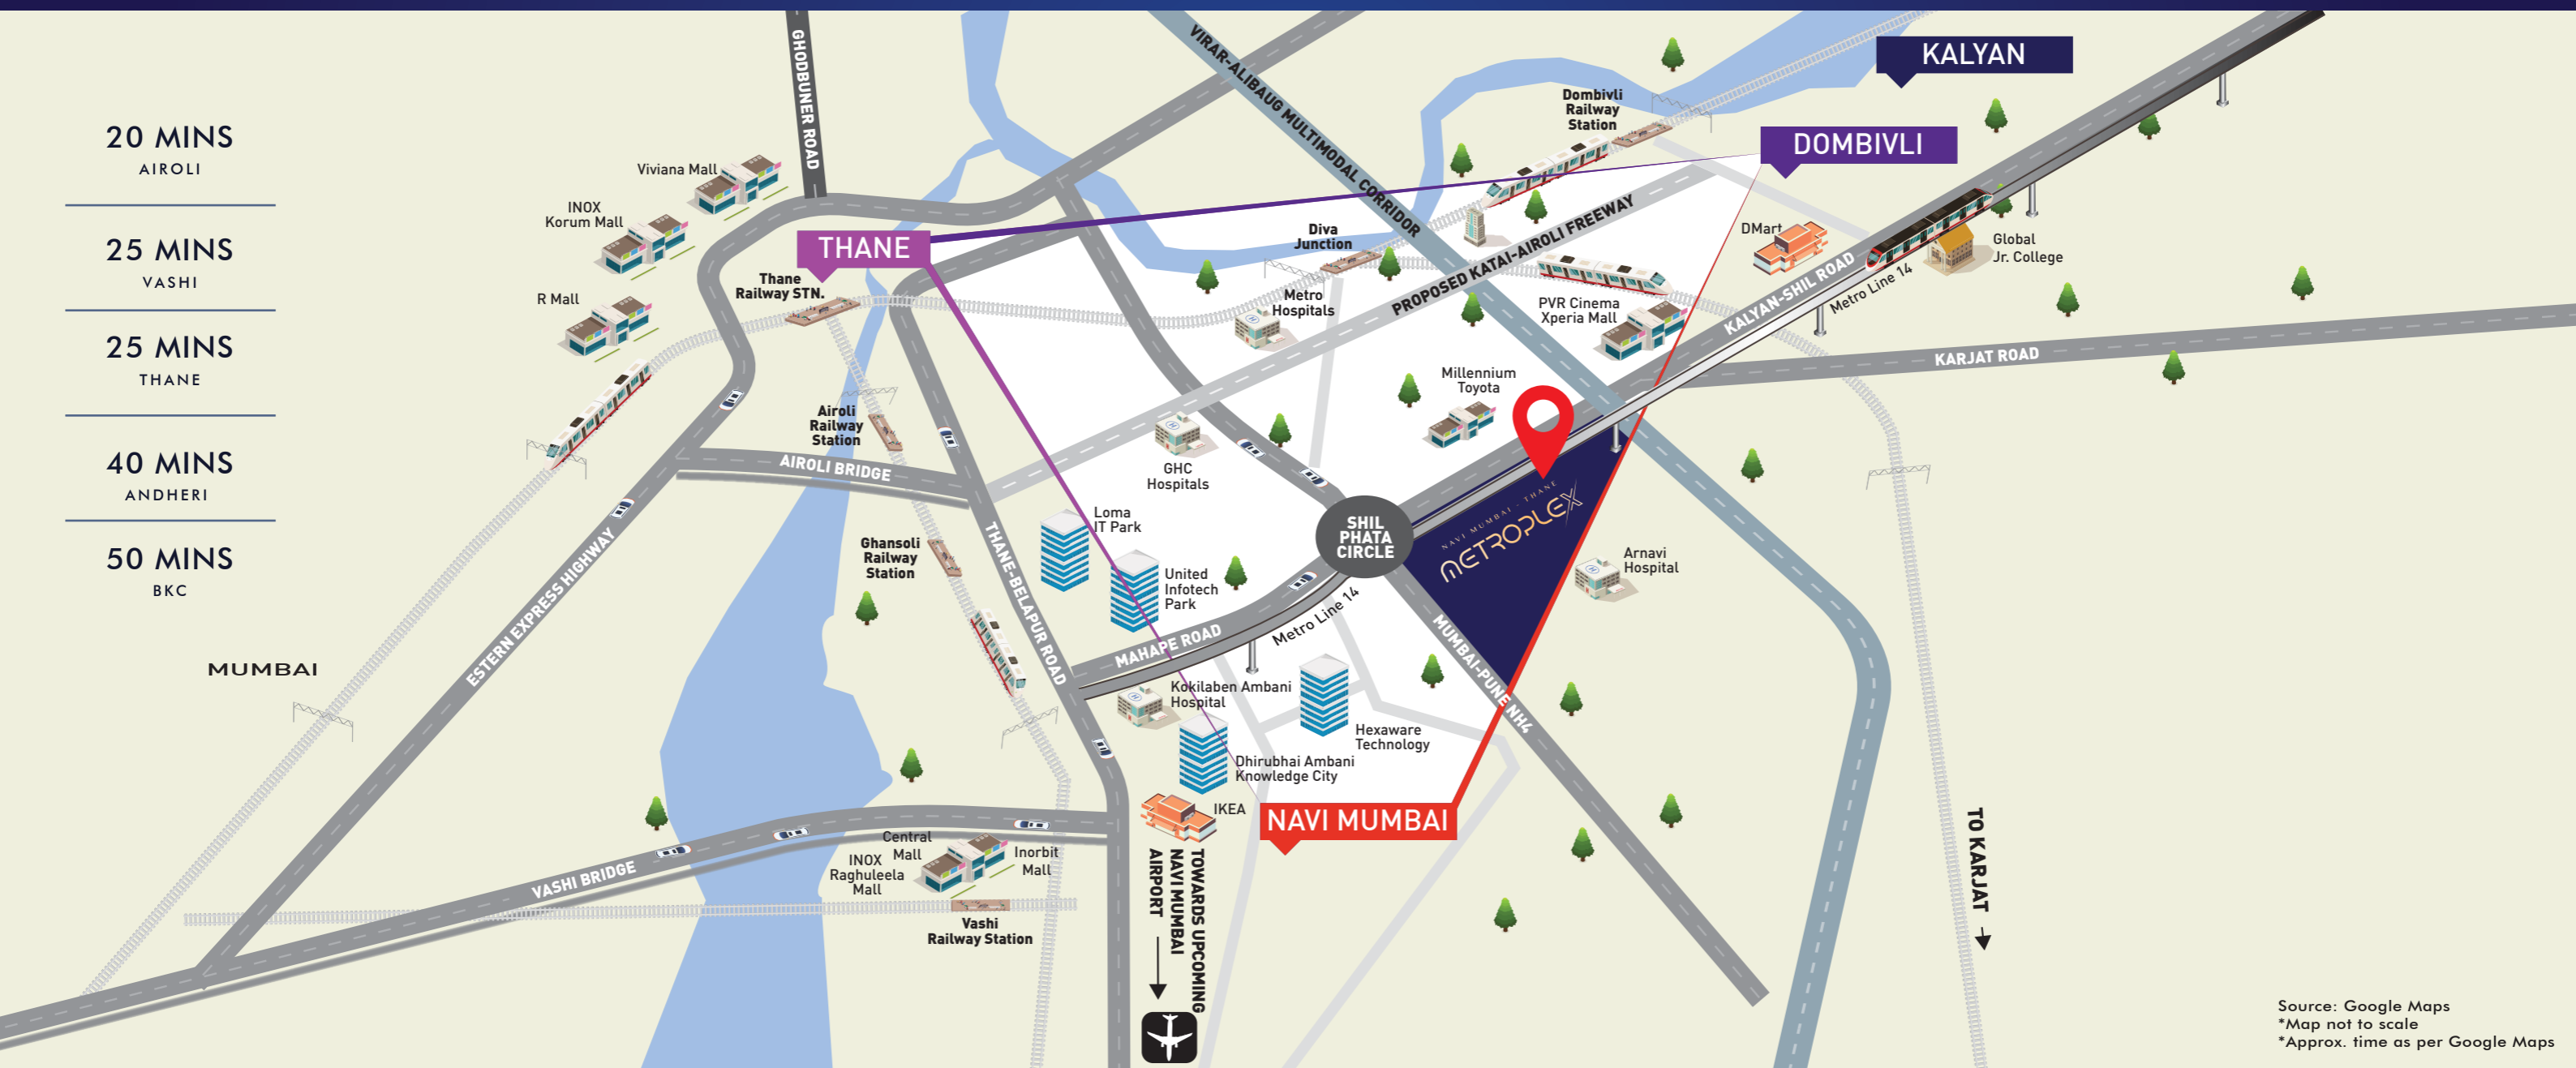 20 MINS
AIROLI
25 MINS
VASHI
25 MINS
THANE
40 MINS
ANDHERI
50 MINS
BKC
MUMBAI
GHODBUNER ROAD
Viviana Mall
INOX
Korum Mall
R Mall
THANE
Thane
Railway STN.
Airoli
Railway
Station
AIROLI BRIDGE
ESTERN EXPRESS HIGHWAY
Ghansoli
Railway
Station
THANE-BELAPUR ROAD
VASHI BRIDGE
Central
Mall
INOX
Raghuleela
Mall
Inorbit
Mall
Vashi
Railway Station
VIRAR-ALIBAUG MULTIMODAL CORRIDOR
Dombivli
Railway
Station
KALYAN
DOMBIVLI
Diva
Junction
PROPOSED KATAI-AIROLI FREEWAY
Metro
Hospitals
PVR Cinema
Xperia Mall
DMart
Global
Jr. College
KALYAN-SHIL ROAD
Metro Line 14
KARJAT ROAD
Millennium
Toyota
GHC
Hospitals
Loma
IT Park
United
Infotech
Park
SHIL
PHATA
CIRCLE
NAVI MUMBAI - THANE
METROPLEX
Arnavi
Hospital
MAHAPE ROAD
Metro Line 14
MUMBAI-PUNE NH4
Kokilaben Ambani
Hospital
Hexaware
Technology
Dhirubhai Ambani
Knowledge City
IKEA
NAVI MUMBAI
TOWARDS UPCOMING
NAVI MUMBAI
AIRPORT
TO KARJAT
Source: Google Maps
*Map not to scale
*Approx. time as per Google Maps